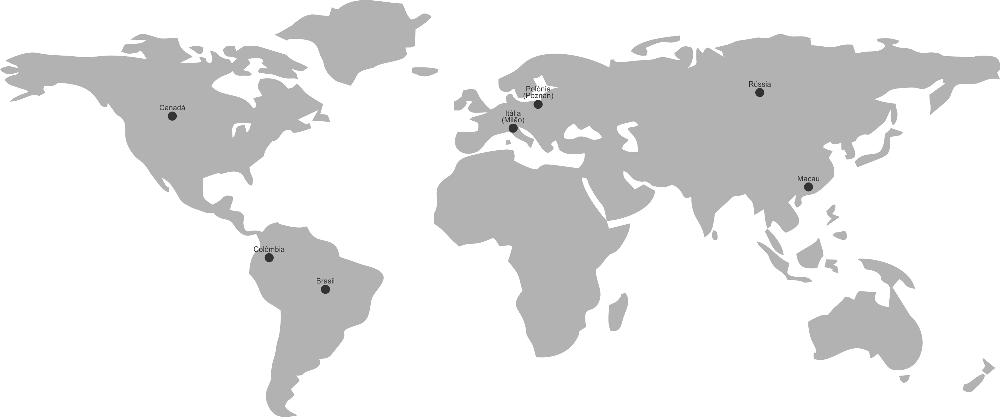 Rússia
Polónia
(Poznan)
Canadá
Itália
(Milão)
Macau
Colômbia
Brasil